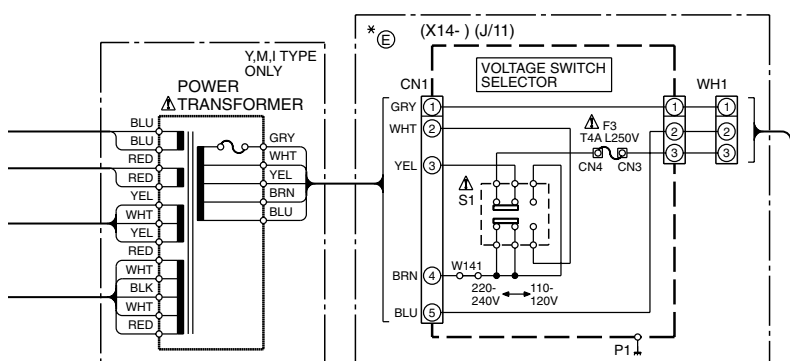 Y,M,I TYPE
ONLY
POWER
TRANSFORMER
BLU
BLU
RED
RED
YEL
WHT
YEL
RED
WHT
BLK
WHT
RED
GRY
WHT
YEL
BRN
BLU
* E (X14- ) (J/11)
CN1
VOLTAGE SWITCH
SELECTOR
WH1
GRY 1
WHT 2
YEL 3
BRN 4
BLU 5
1 1
2 2
3 3
F3
T4A L250V
CN4 CN3
S1
W141
220-
240V
110-
120V
P1